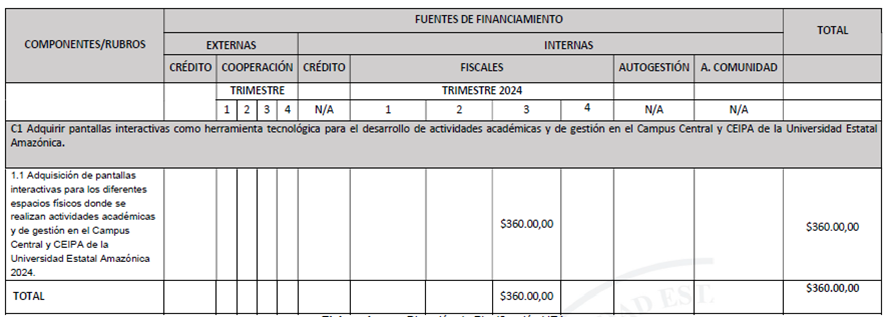 FUENTES DE FINANCIAMIENTO
COMPONENTES/RUBROS
TOTAL
EXTERNAS INTERNAS
CRÉDITO COOPERACIÓN CRÉDITO FISCALES AUTOGESTIÓN A. COMUNIDAD
TRIMESTRE TRIMESTRE 2024
1 2 3 4 N/A 1 2 3 4 N/A N/A
C1 Adquirir pantallas interactivas como herramienta tecnológica para el desarrollo de actividades académicas y de gestión en el Campus Central y CEIPA de la Universidad Estatal
Amazónica.
1.1 Adquisición de pantallas
interactivas para los diferentes
espacios físicos donde se
realizan actividades académicas
y de gestión en el Campus
Central y CEIPA de la
Universidad Estatal Amazónica
2024.
$360.00,00 $360.00,00
TOTAL $360.00,00 $360.00,00